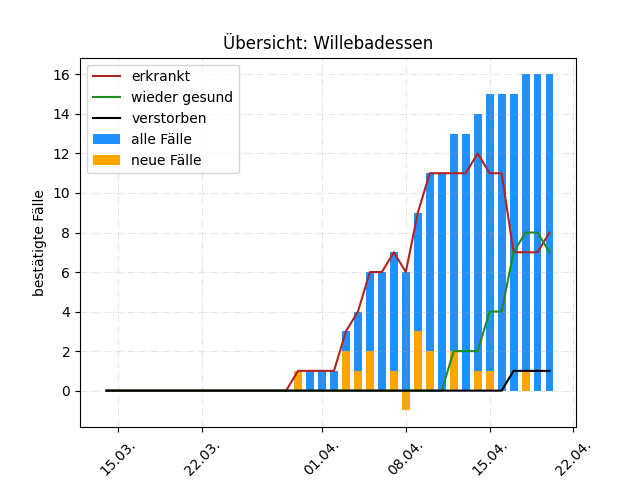 Übersicht: Willebadessen
erkrankt
wieder gesund
verstorben
alle Fälle
neue Fälle
bestätigte Fälle
16
14
12
10
8
6
4
2
0
15.03.
22.03.
01.04.
08.04.
15.04.
22.04.